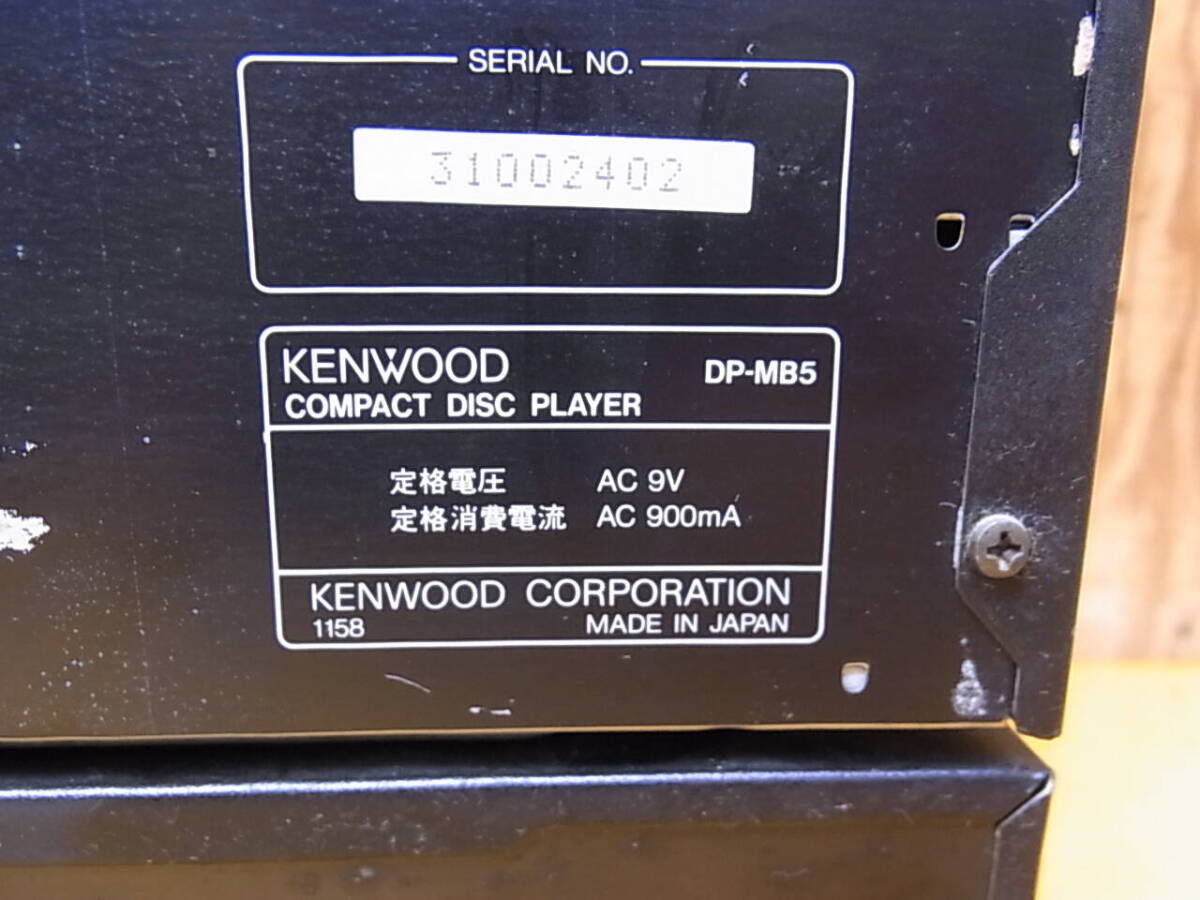 SERIAL NO.
31002402
KENWOOD DP-MB5
COMPACT DISC PLAYER
定格電圧 AC 9V
定格消費電流 AC 900mA
KENWOOD CORPORATION
1158 MADE IN JAPAN